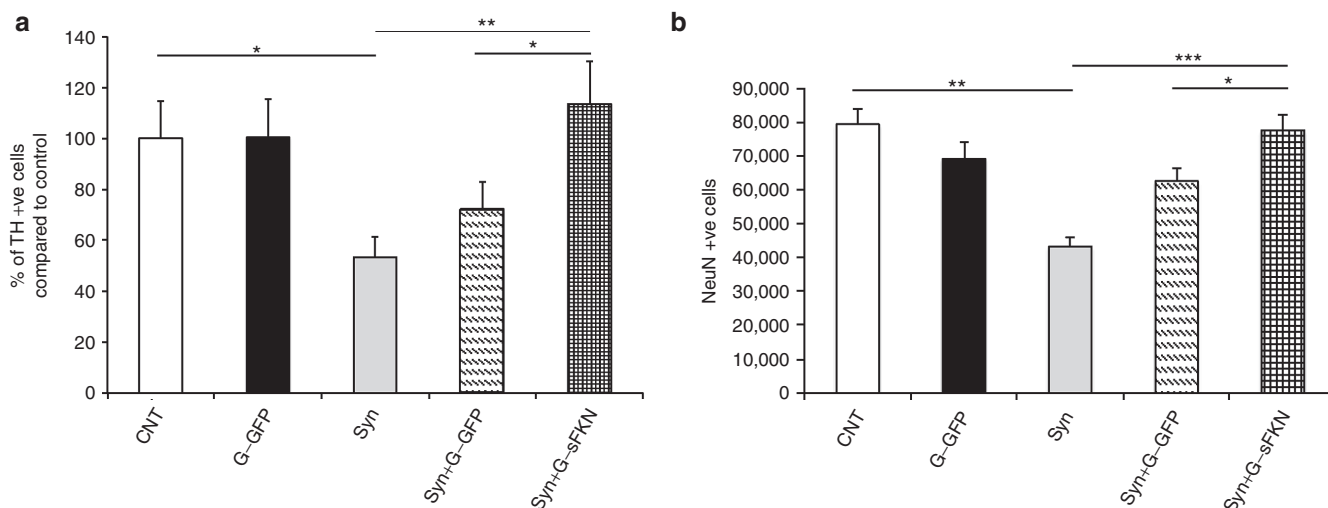 a
140
120
100
80
60
40
20
0
% of TH +ve cells
compared to control
*
**
*
CNT
G–GFP
Syn
Syn+G–GFP
Syn+G–sFKN
b
90,000
80,000
70,000
60,000
50,000
40,000
30,000
20,000
10,000
0
NeuN +ve cells
**
***
*
CNT
G–GFP
Syn
Syn+G–GFP
Syn+G–sFKN